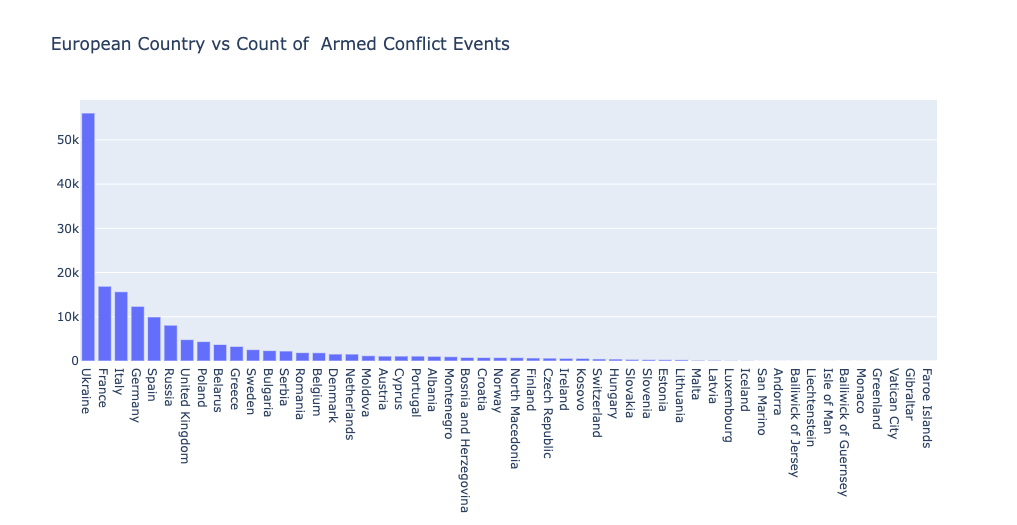 European Country vs Count of  Armed Conflict Events
50k
40k
30k
20k
10k
0
Ukraine
France
Italy
Germany
Spain
Russia
United Kingdom
Poland
Belarus
Greece
Sweden
Bulgaria
Serbia
Romania
Belgium
Denmark
Netherlands
Moldova
Austria
Cyprus
Portugal
Albania
Montenegro
Bosnia and Herzegovina
Croatia
Norway
North Macedonia
Finland
Czech Republic
Ireland
Kosovo
Switzerland
Hungary
Slovakia
Slovenia
Estonia
Lithuania
Malta
Latvia
Luxembourg
Iceland
San Marino
Andorra
Bailiwick of Jersey
Liechtenstein
Isle of Man
Bailiwick of Guernsey
Monaco
Greenland
Vatican City
Gibraltar
Faroe Islands